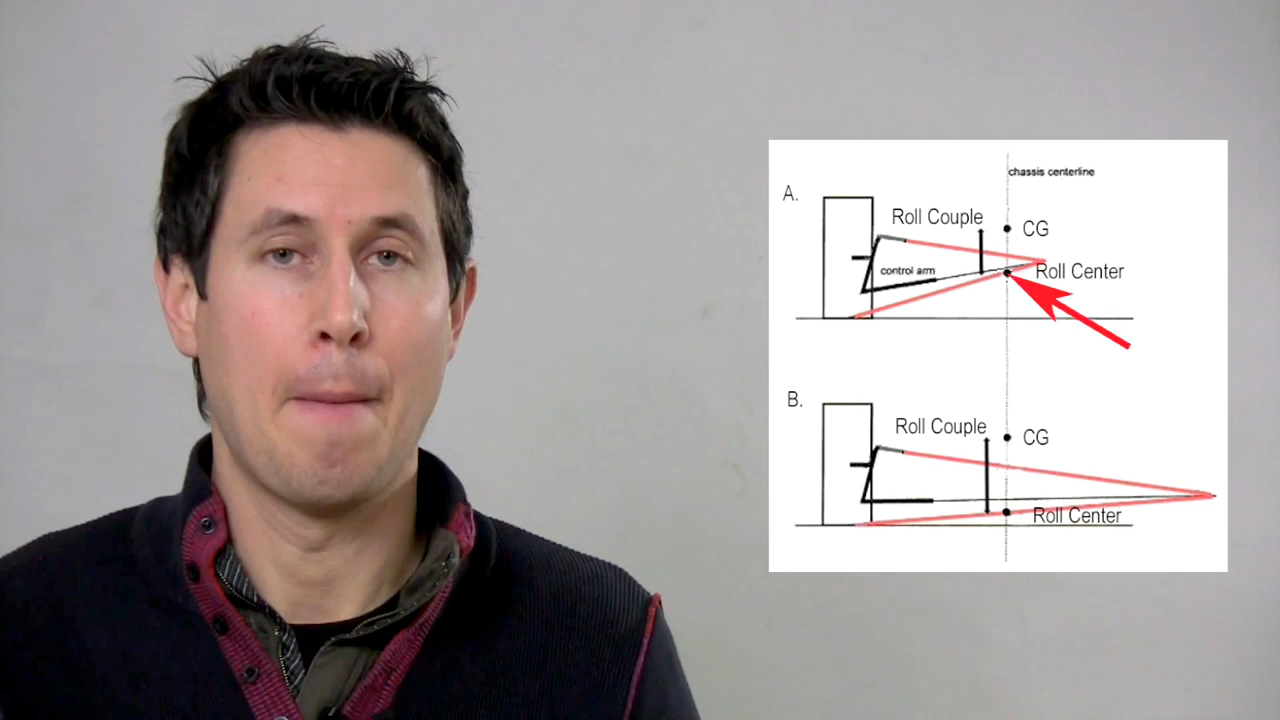 chassis centerline
A.
Roll Couple
CG
control arm
Roll Center
B.
Roll Couple
CG
Roll Center